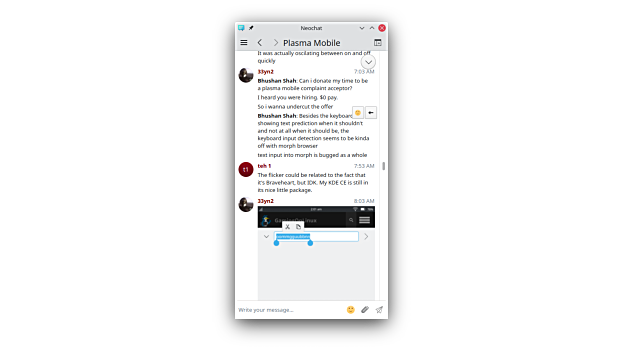 Neochat
Plasma Mobile
It was actually oscilating between on and off
quickly
33yn2 7:03 AM
Bhushan Shah: Can i donate my time to be
a plasma mobile complaint acceptor?
I heard you were hiring. $0 pay.
So i wanna undercut the offer
Bhushan Shah: Besides the keyboard
showing text prediction when it shouldn't
and not at all when it should be, the
keyboard input detection seems to be kinda
off with morph browser
text input into morph is bugged as a whole
t1
teh 1 7:53 AM
The flicker could be related to the fact that
it's Braveheart, but IDK. My KDE CE is still in
its nice little package.
33yn2 8:03 AM
Write your message...